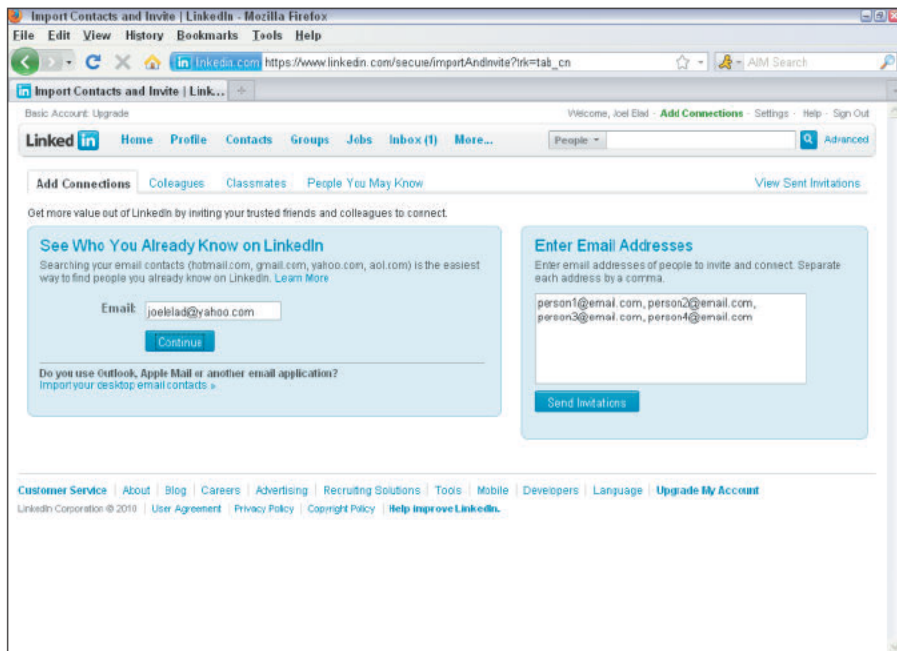 Import Contacts and Invite | LinkedIn - Mozilla Firefox
File Edit View History Bookmarks Tools Help
in linkedin.com https://www.linkedin.com/secure/importAndInvite?trk=tab_cn AIM Search
in Import Contacts and Invite | Link...
Basic Account: Upgrade Welcome, Joel Elad - Add Connections - Settings - Help - Sign Out
Linked in Home Profile Contacts Groups Jobs Inbox (1) More... People Advanced
Add Connections Colleagues Classmates People You May Know View Sent Invitations
Get more value out of LinkedIn by inviting your trusted friends and colleagues to connect.
See Who You Already Know on LinkedIn
Searching your email contacts (hotmail.com, gmail.com, yahoo.com, aol.com) is the easiest
way to find people you already know on LinkedIn. Learn More
Email: joelelad@yahoo.com
Continue
Do you use Outlook, Apple Mail or another email application?
Import your desktop email contacts »
Enter Email Addresses
Enter email addresses of people to invite and connect. Separate
each address by a comma.
person1@email.com, person2@email.com,
person3@email.com, person4@email.com
Send Invitations
Customer Service | About | Blog | Careers | Advertising | Recruiting Solutions | Tools | Mobile | Developers | Language | Upgrade My Account
LinkedIn Corporation © 2010 | User Agreement | Privacy Policy | Copyright Policy | Help improve LinkedIn.